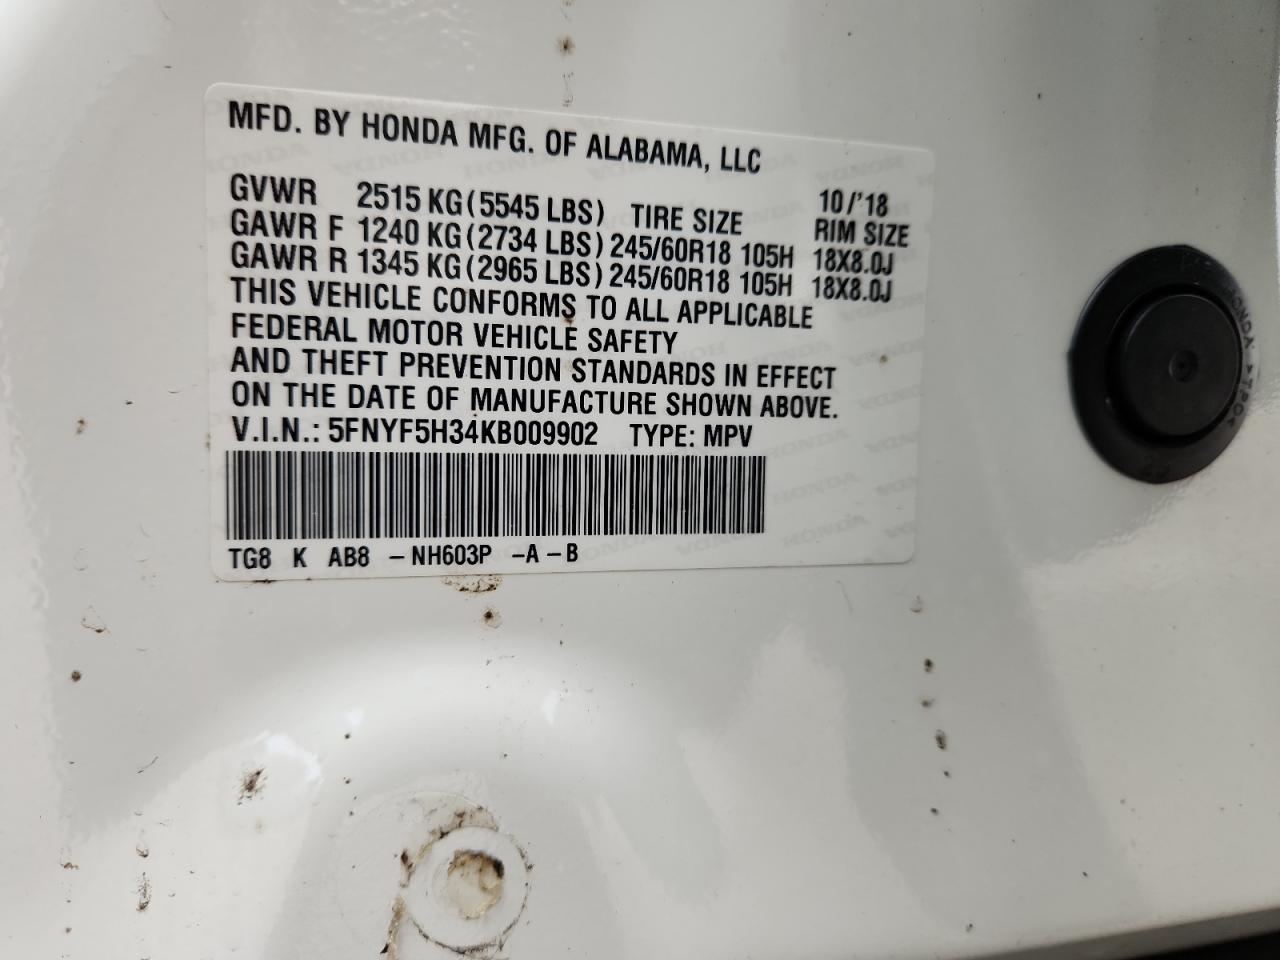 MFD. BY HONDA MFG. OF ALABAMA, LLC
10/'18
GVWR 2515 KG(5545 LBS) TIRE SIZE RIM SIZE
GAWR F 1240 KG(2734 LBS)245/60R18 105H 18X8.0J
GAWR R 1345 KG(2965 LBS)245/60R18 105H 18X8.0J
THIS VEHICLE CONFORMS TO ALL APPLICABLE
FEDERAL MOTOR VEHICLE SAFETY
AND THEFT PREVENTION STANDARDS IN EFFECT
ON THE DATE OF MANUFACTURE SHOWN ABOVE.
V.I.N.: 5FNYF5H34KB009902 TYPE: MPV
TG8 K AB8 -NH603P -A-B
HONDA